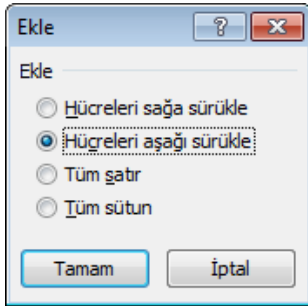 Ekle
Ekle
Hücreleri sağa sürükle
Hücreleri aşağı sürükle
Tüm satır
Tüm sütun
Tamam İptal